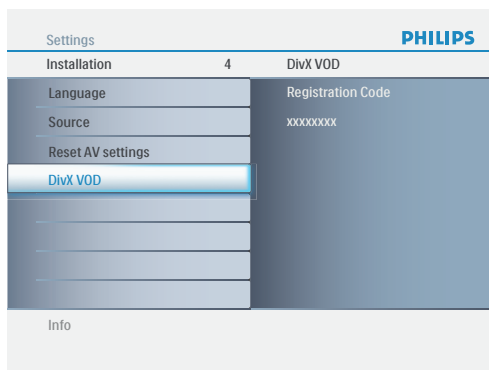 Settings
PHILIPS
Installation 4
DivX VOD
Language
Registration Code
Source
xxxxxxxx
Reset AV settings
DivX VOD
Info